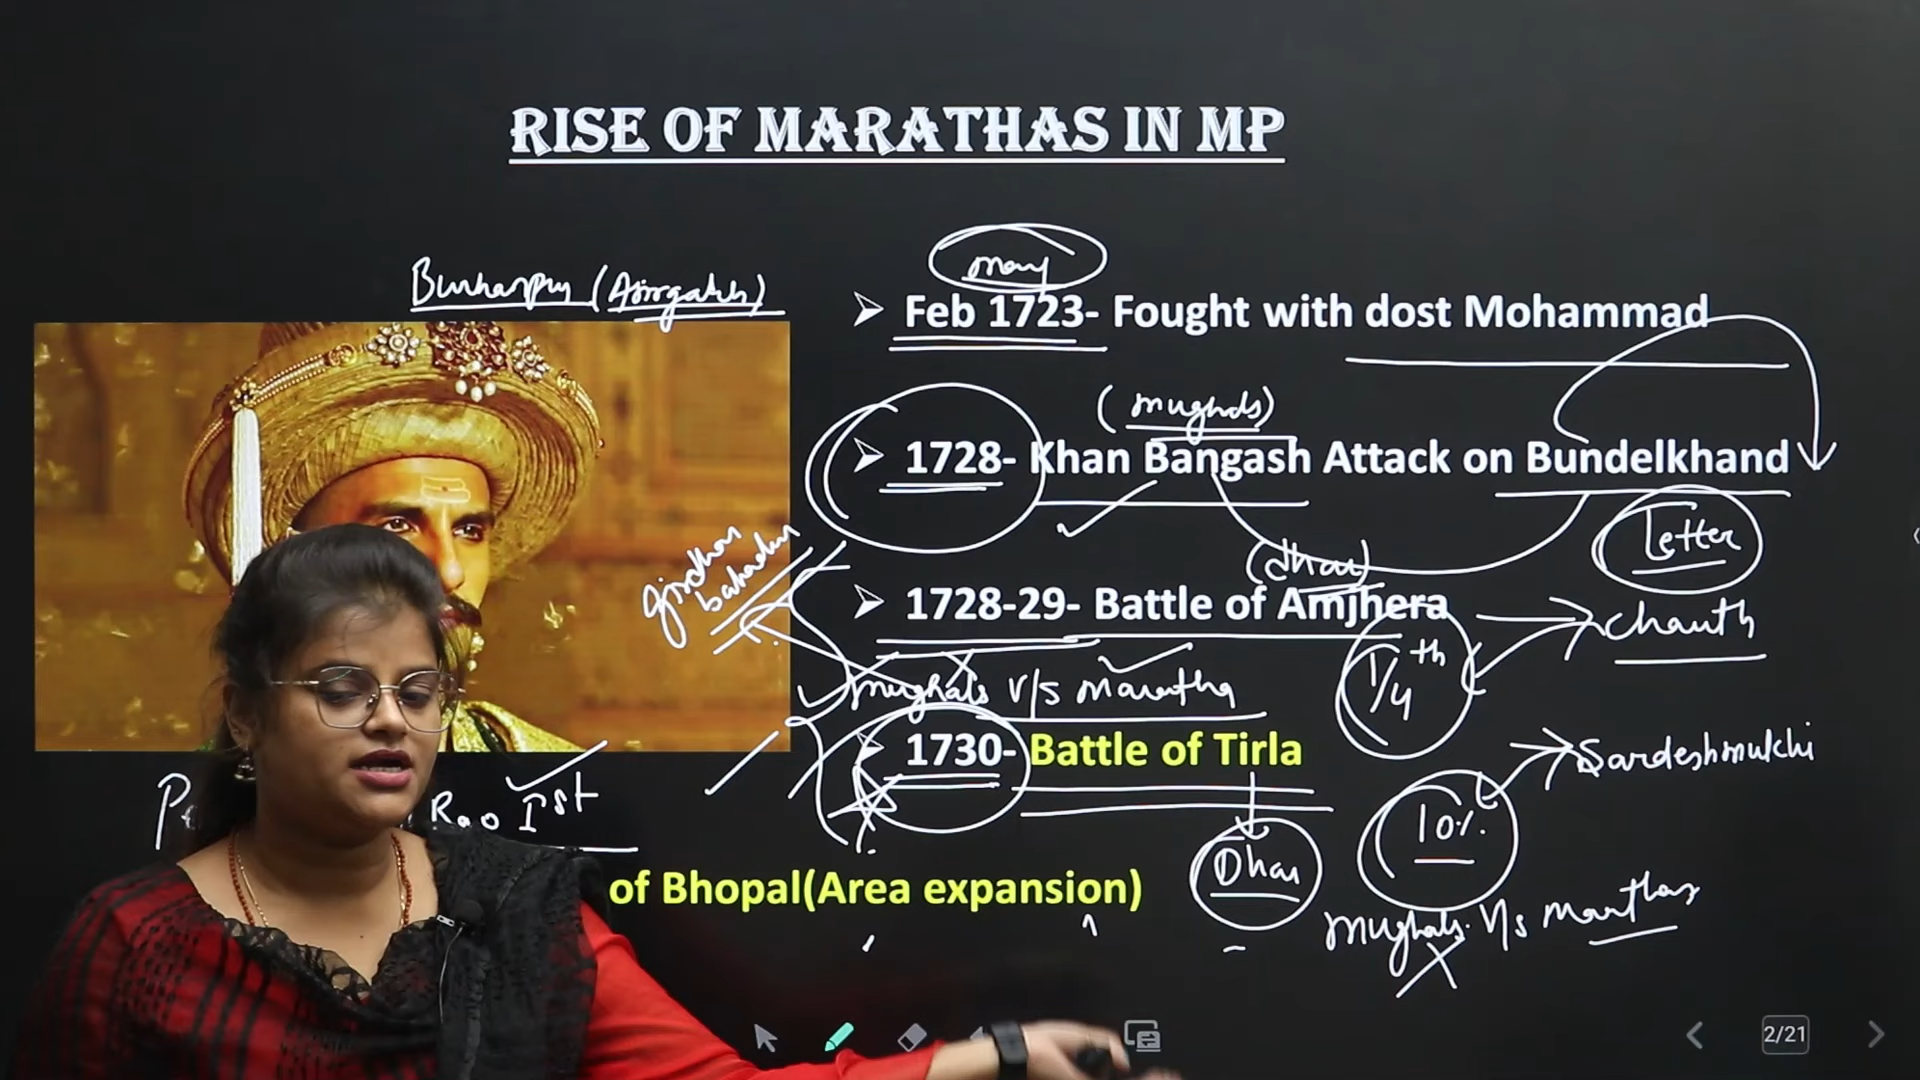 RISE OF MARATHAS IN MP
may
Burhanpur (Asirgarh)
➢ Feb 1723- Fought with dost Mohammad
(mughals)
➢ 1728- Khan Bangash Attack on Bundelkhand
Letter
girdhar
bahadur
(dhar)
➢ 1728-29- Battle of Amjhera
chauth
1/4th
mughals v/s maratha
➢ 1730- Battle of Tirla
Sardeshmukhi
Rao Ist
10%
Dhar
of Bhopal(Area expansion)
mughals v/s marathas
2/21